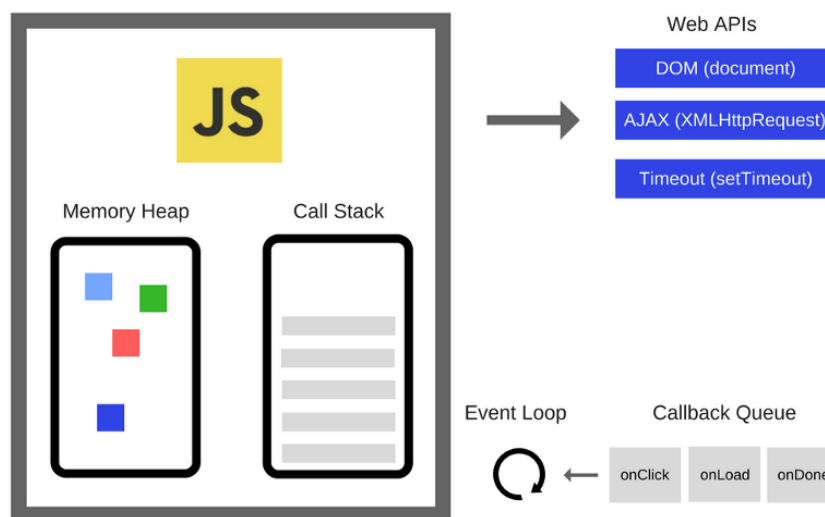 Web APIs
DOM (document)
JS
AJAX (XMLHttpRequest)
Timeout (setTimeout)
Memory Heap
Call Stack
Event Loop
Callback Queue
onClick
onLoad
onDone